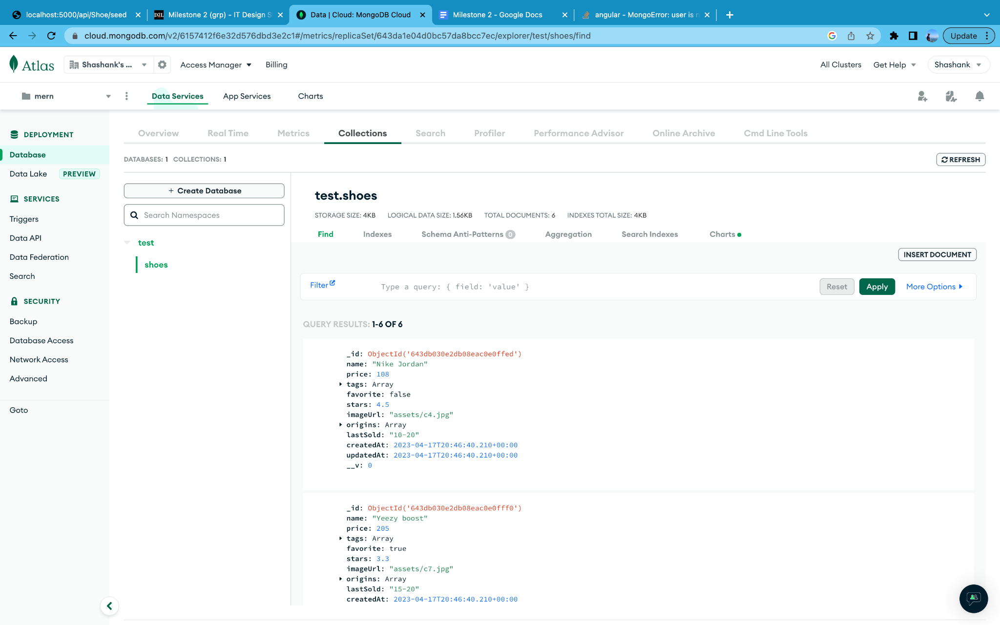 localhost:5000/api/Shoe/seed
Milestone 2 (grp) - IT Design S
Data | Cloud: MongoDB Cloud
Milestone 2 - Google Docs
angular - MongoError: user is n
cloud.mongodb.com/v2/6157412f6e32d576dbd3e2c1#/metrics/replicaSet/643da1e04d0bc57da8bcc7ec/explorer/test/shoes/find
Update
Atlas
Shashank's ...
Access Manager
Billing
All Clusters
Get Help
Shashank
mern
Data Services
App Services
Charts
DEPLOYMENT
Database
Data Lake PREVIEW
SERVICES
Triggers
Data API
Data Federation
Search
SECURITY
Backup
Database Access
Network Access
Advanced
Goto
Overview
Real Time
Metrics
Collections
Search
Profiler
Performance Advisor
Online Archive
Cmd Line Tools
DATABASES: 1 COLLECTIONS: 1
REFRESH
+ Create Database
Search Namespaces
test
shoes
test.shoes
STORAGE SIZE: 4KB LOGICAL DATA SIZE: 1.56KB TOTAL DOCUMENTS: 6 INDEXES TOTAL SIZE: 4KB
Find
Indexes
Schema Anti-Patterns 0
Aggregation
Search Indexes
Charts
INSERT DOCUMENT
Filter
Type a query: { field: 'value' }
Reset
Apply
More Options
QUERY RESULTS: 1-6 OF 6
_id: ObjectId('643db030e2db08eac0e0ffed')
name: "Nike Jordan"
price: 108
tags: Array
favorite: false
stars: 4.5
imageUrl: "assets/c4.jpg"
origins: Array
lastSold: "10-20"
createdAt: 2023-04-17T20:46:40.210+00:00
updatedAt: 2023-04-17T20:46:40.210+00:00
__v: 0
_id: ObjectId('643db030e2db08eac0e0fff0')
name: "Yeezy boost"
price: 205
tags: Array
favorite: true
stars: 3.3
imageUrl: "assets/c7.jpg"
origins: Array
lastSold: "15-20"
createdAt: 2023-04-17T20:46:40.210+00:00